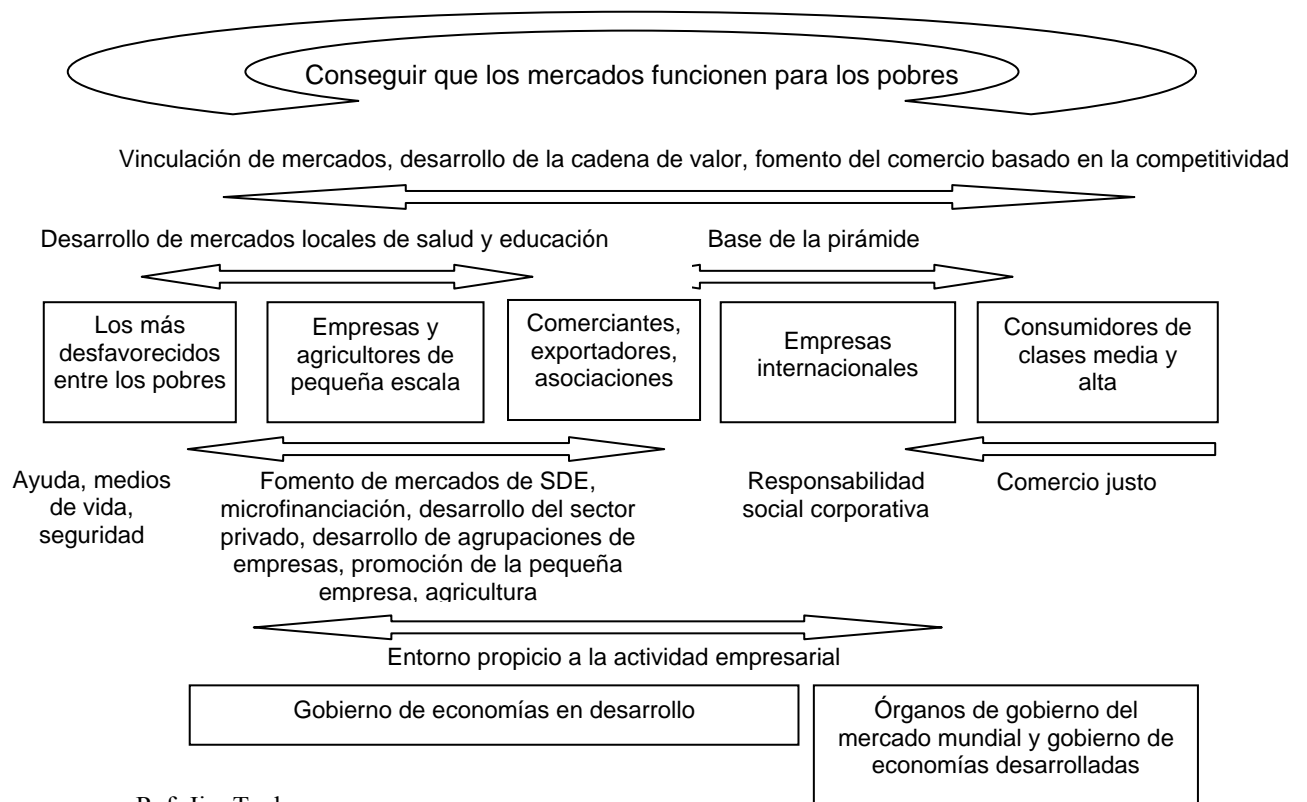 Conseguir que los mercados funcionen para los pobres
Vinculación de mercados, desarrollo de la cadena de valor, fomento del comercio basado en la competitividad
Desarrollo de mercados locales de salud y educación
Base de la pirámide
Los más
desfavorecidos
entre los pobres
Empresas y
agricultores de
pequeña escala
Comerciantes,
exportadores,
asociaciones
Empresas
internacionales
Consumidores de
clases media y
alta
Ayuda, medios
de vida,
seguridad
Fomento de mercados de SDE,
microfinanciación, desarrollo del sector
privado, desarrollo de agrupaciones de
empresas, promoción de la pequeña
empresa, agricultura
Responsabilidad
social corporativa
Comercio justo
Entorno propicio a la actividad empresarial
Gobierno de economías en desarrollo
Órganos de gobierno del
mercado mundial y gobierno de
economías desarrolladas